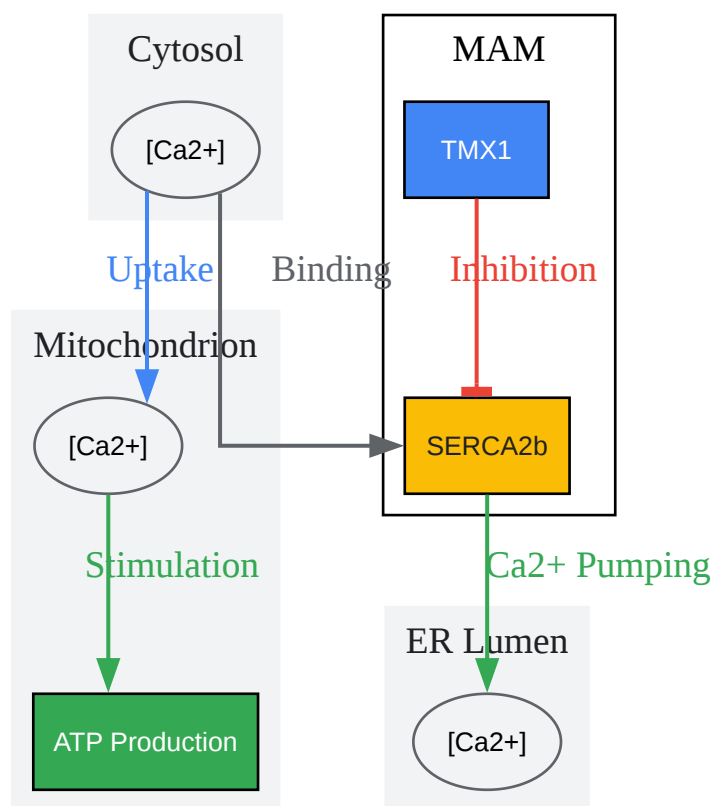 Cytosol
MAM
[Ca2+]
TMX1
Uptake
Binding
Inhibition
Mitochondrion
[Ca2+]
SERCA2b
Stimulation
Ca2+ Pumping
ER Lumen
ATP Production
[Ca2+]